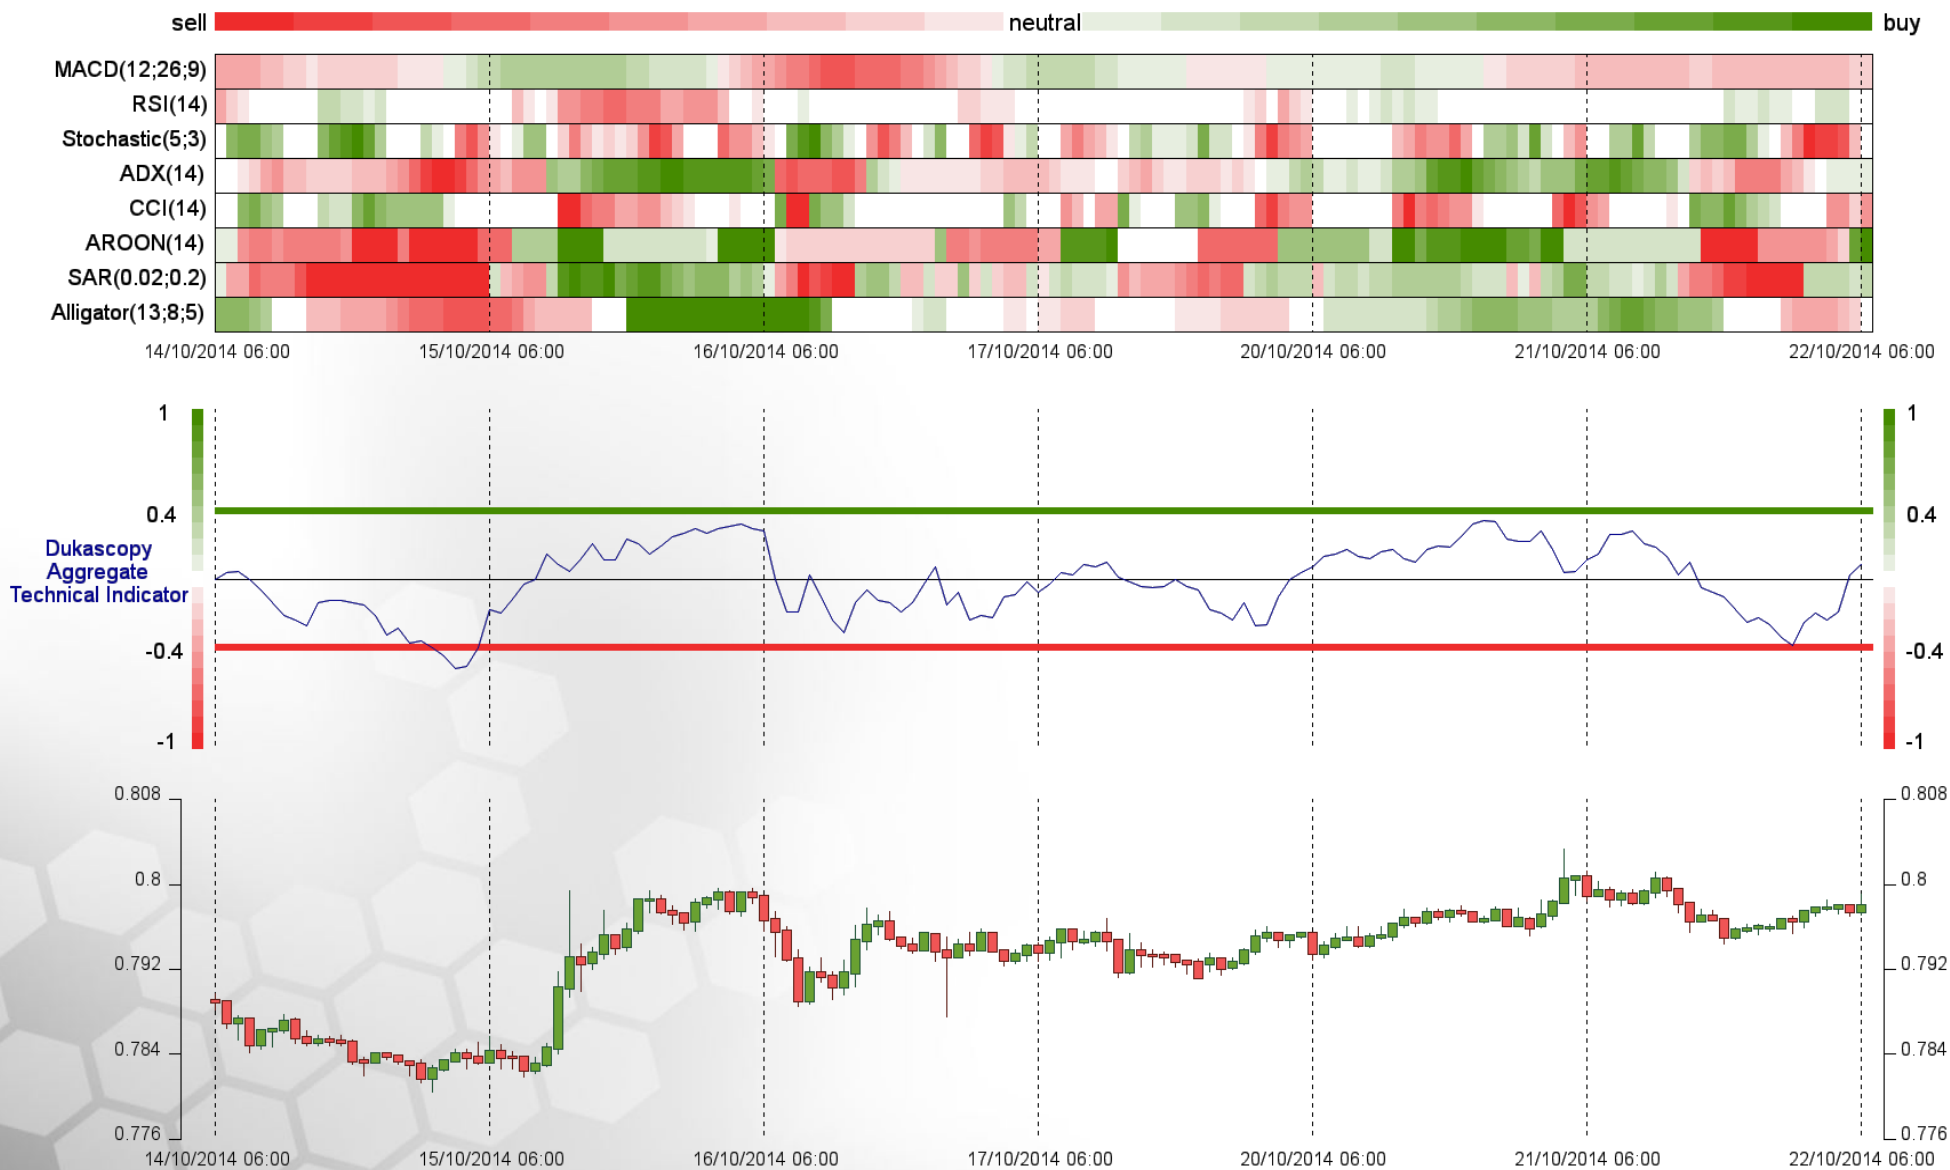 sell neutral buy
MACD(12;26;9)
RSI(14)
Stochastic(5;3)
ADX(14)
CCI(14)
AROON(14)
SAR(0.02;0.2)
Alligator(13;8;5)
14/10/2014 06:00 15/10/2014 06:00 16/10/2014 06:00 17/10/2014 06:00 20/10/2014 06:00 21/10/2014 06:00 22/10/2014 06:00
1 1
0.4 0.4
Dukascopy
Aggregate
Technical Indicator
-0.4 -0.4
-1 -1
0.808 0.808
0.8 0.8
0.792 0.792
0.784 0.784
0.776 0.776
14/10/2014 06:00 15/10/2014 06:00 16/10/2014 06:00 17/10/2014 06:00 20/10/2014 06:00 21/10/2014 06:00 22/10/2014 06:00